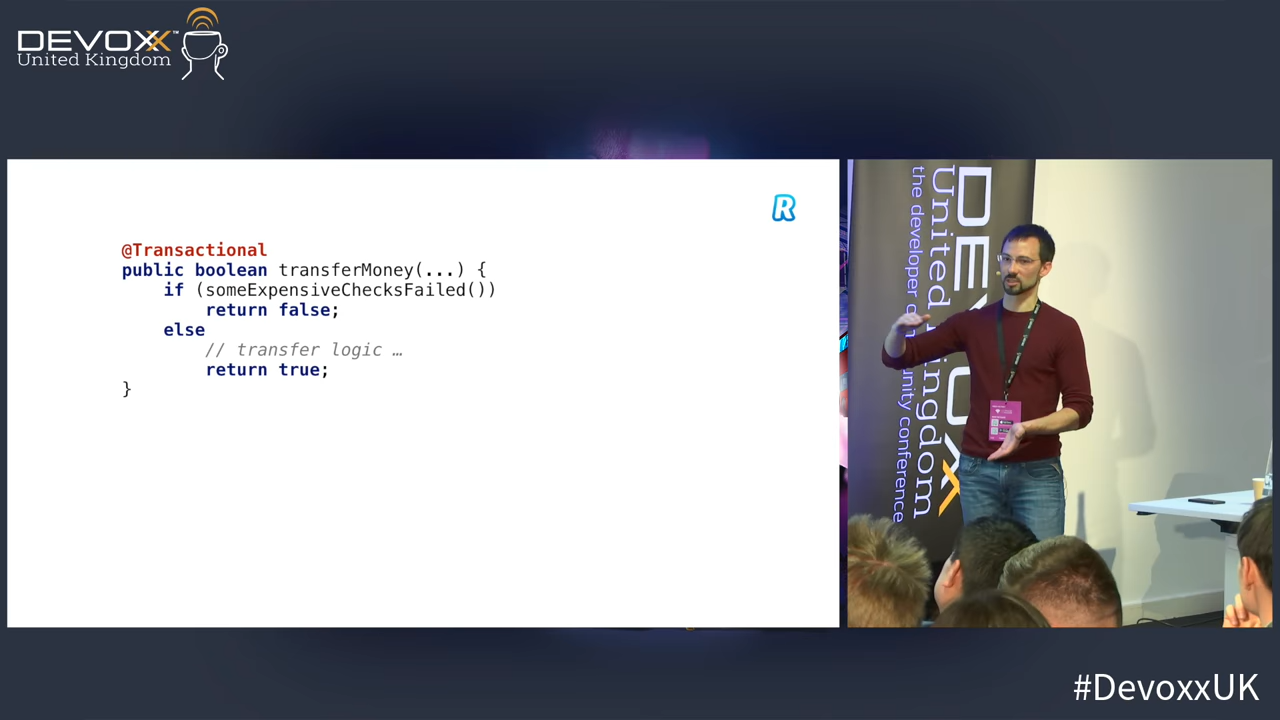 DEVOXX™
United Kingdom
R
@Transactional
public boolean transferMoney(...) {
if (someExpensiveChecksFailed())
return false;
else
// transfer logic …
return true;
}
DEVOXX
United Kingdom
the developer community conference
#DevoxxUK